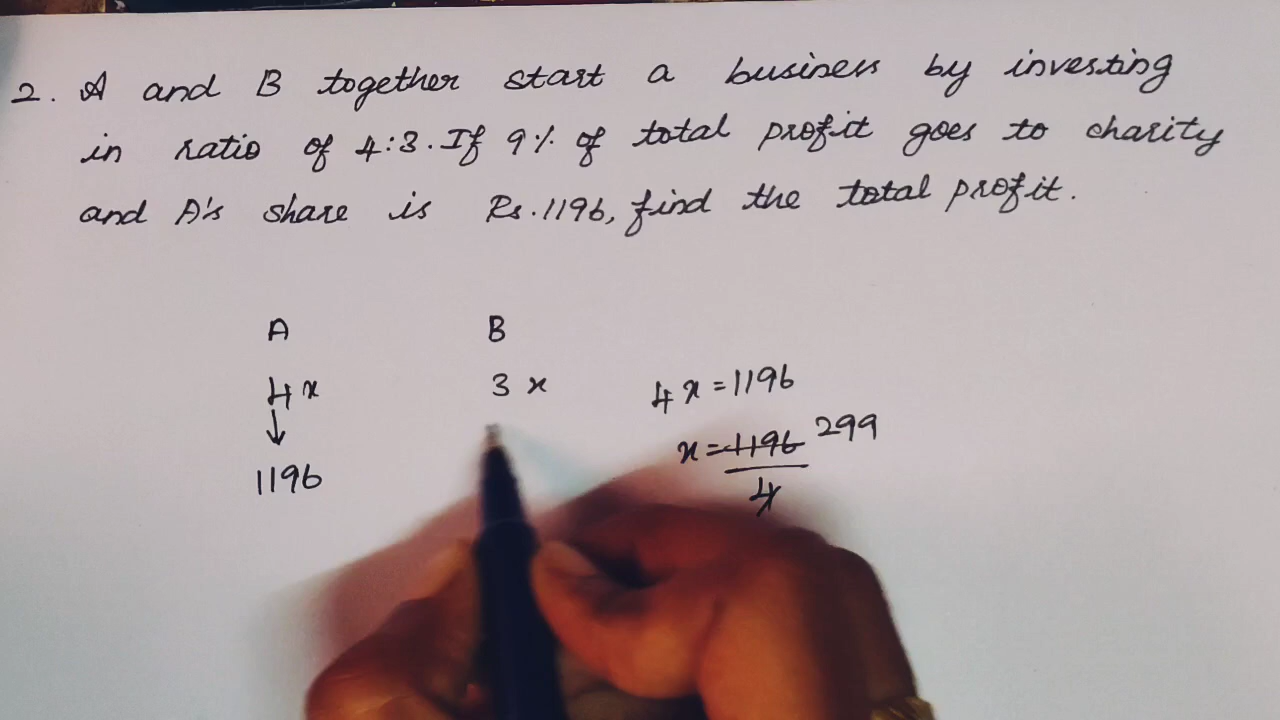 2. A and B together start a business by investing
in ratio of 4:3. If 9% of total profit goes to charity
and A's share is Rs. 1196, find the total profit.
A B
4x 3x 4x = 1196
↓ x = 1196/4 299
1196